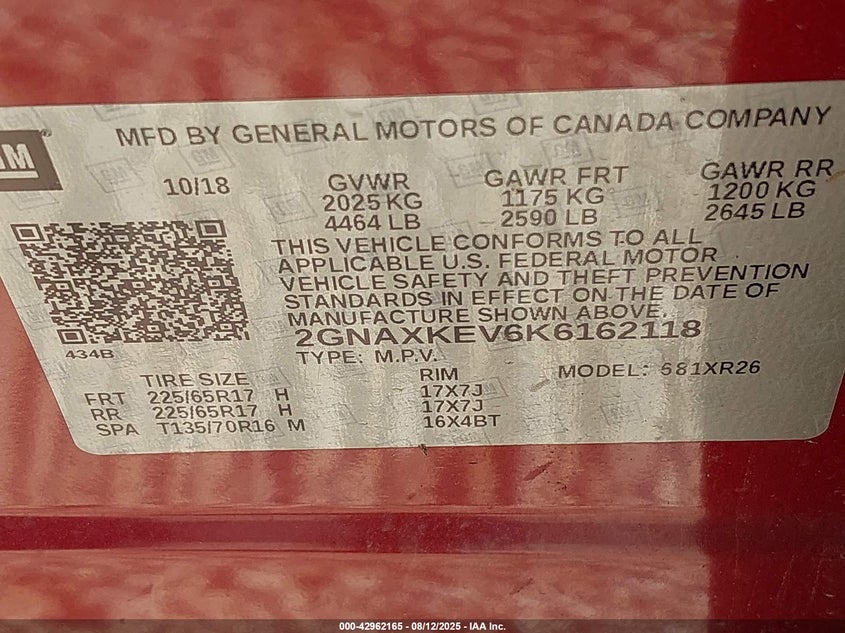 GM
MFD BY GENERAL MOTORS OF CANADA COMPANY
10/18 GVWR GAWR FRT GAWR RR
2025 KG 1175 KG 1200 KG
4464 LB 2590 LB 2645 LB
THIS VEHICLE CONFORMS TO ALL
APPLICABLE U.S. FEDERAL MOTOR
VEHICLE SAFETY AND THEFT PREVENTION
STANDARDS IN EFFECT ON THE DATE OF
MANUFACTURE SHOWN ABOVE.
2GNAXKEV6K6162118
434B
TYPE: M.P.V. MODEL: 681XR26
TIRE SIZE RIM
FRT 225/65R17 H 17X7J
RR 225/65R17 H 17X7J
SPA T135/70R16 M 16X4BT
000-42962165 - 08/12/2025 - IAA Inc.